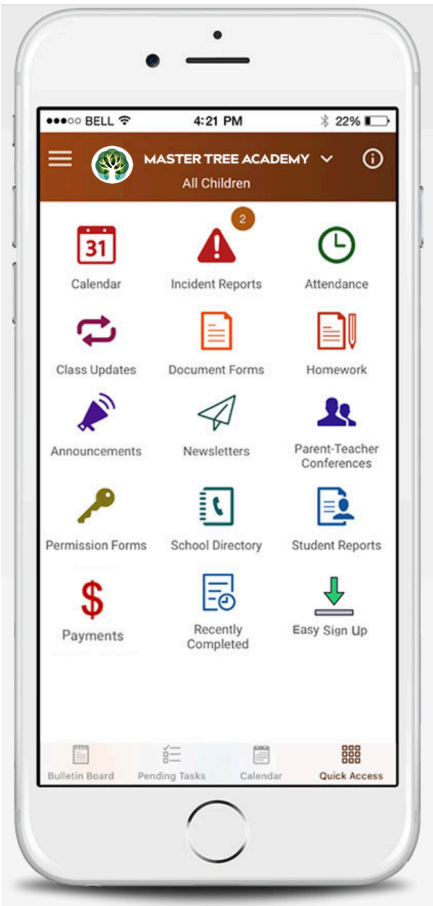 ●●●○○ BELL 4:21 PM 22%
MASTER TREE ACADEMY
All Children
2
31
Calendar Incident Reports Attendance
Class Updates Document Forms Homework
Announcements Newsletters Parent-Teacher
Conferences
Permission Forms School Directory Student Reports
$
Payments Recently Easy Sign Up
Completed
Bulletin Board Pending Tasks Calendar Quick Access